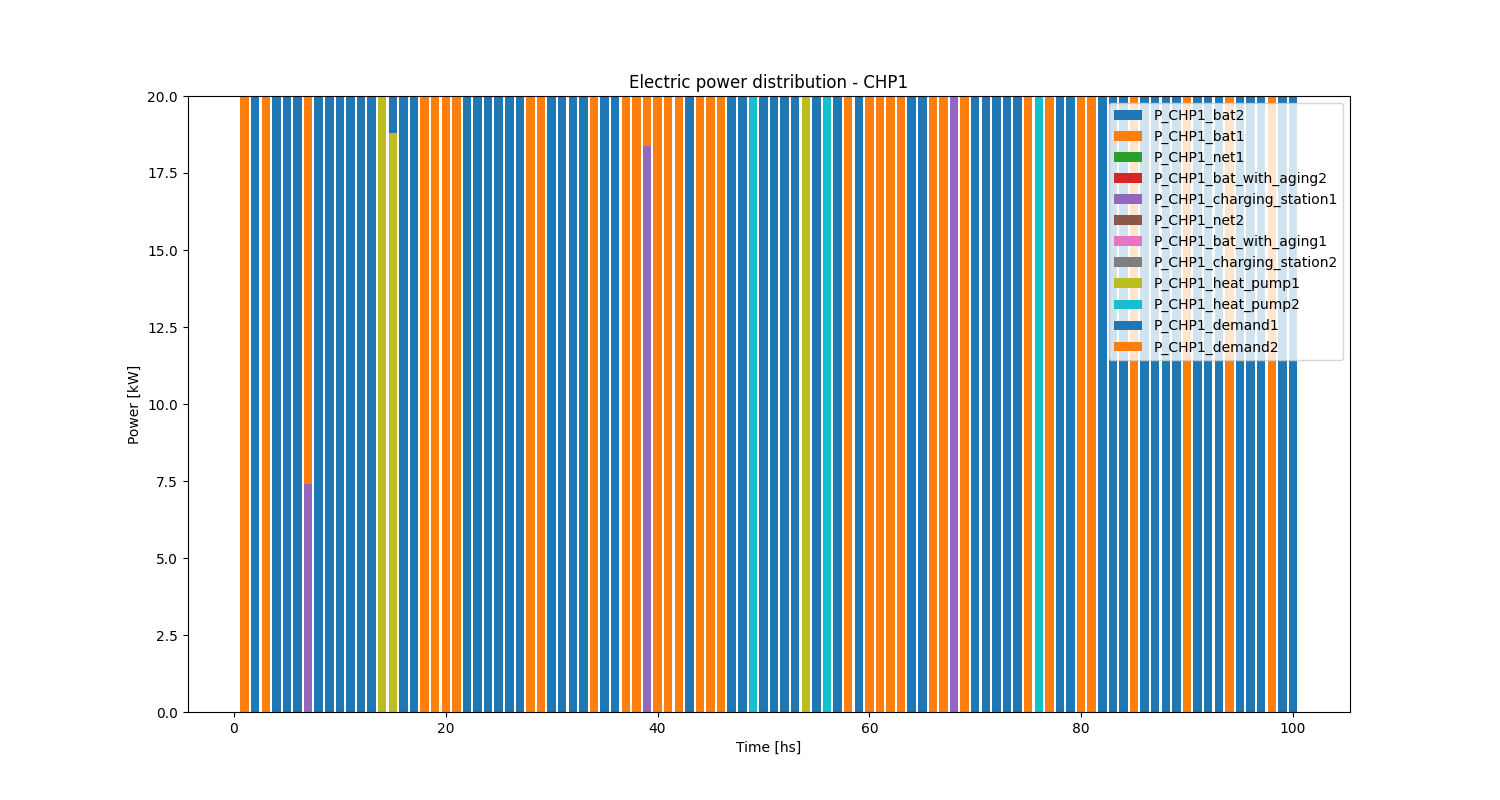 Electric power distribution - CHP1
20.0
17.5
15.0
12.5
10.0
7.5
5.0
2.5
0.0
Power [kW]
P_CHP1_bat2
P_CHP1_bat1
P_CHP1_net1
P_CHP1_bat_with_aging2
P_CHP1_charging_station1
P_CHP1_net2
P_CHP1_bat_with_aging1
P_CHP1_charging_station2
P_CHP1_heat_pump1
P_CHP1_heat_pump2
P_CHP1_demand1
P_CHP1_demand2
0 20 40 60 80 100
Time [hs]